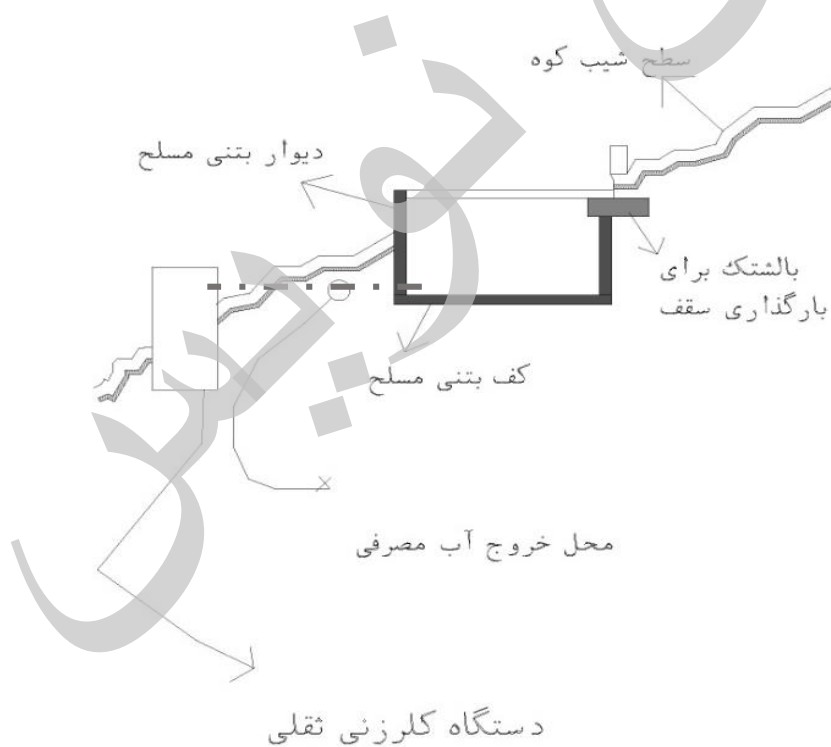 سطح شیب کوه
دیوار بتنی مسلح
بالشتک برای
بارگذاری سقف
کف بتنی مسلح
محل خروج آب مصرفی
دستگاه کلرزنی ثقلی